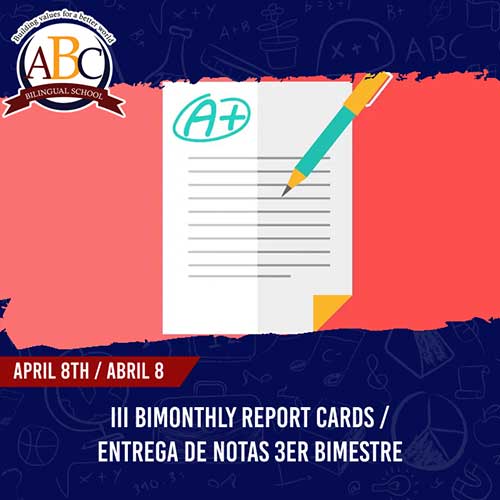 Building values for a better world
ABC
BILINGUAL SCHOOL
x+y
ABC
A+
APRIL 8TH / ABRIL 8
III BIMONTHLY REPORT CARDS /
ENTREGA DE NOTAS 3ER BIMESTRE